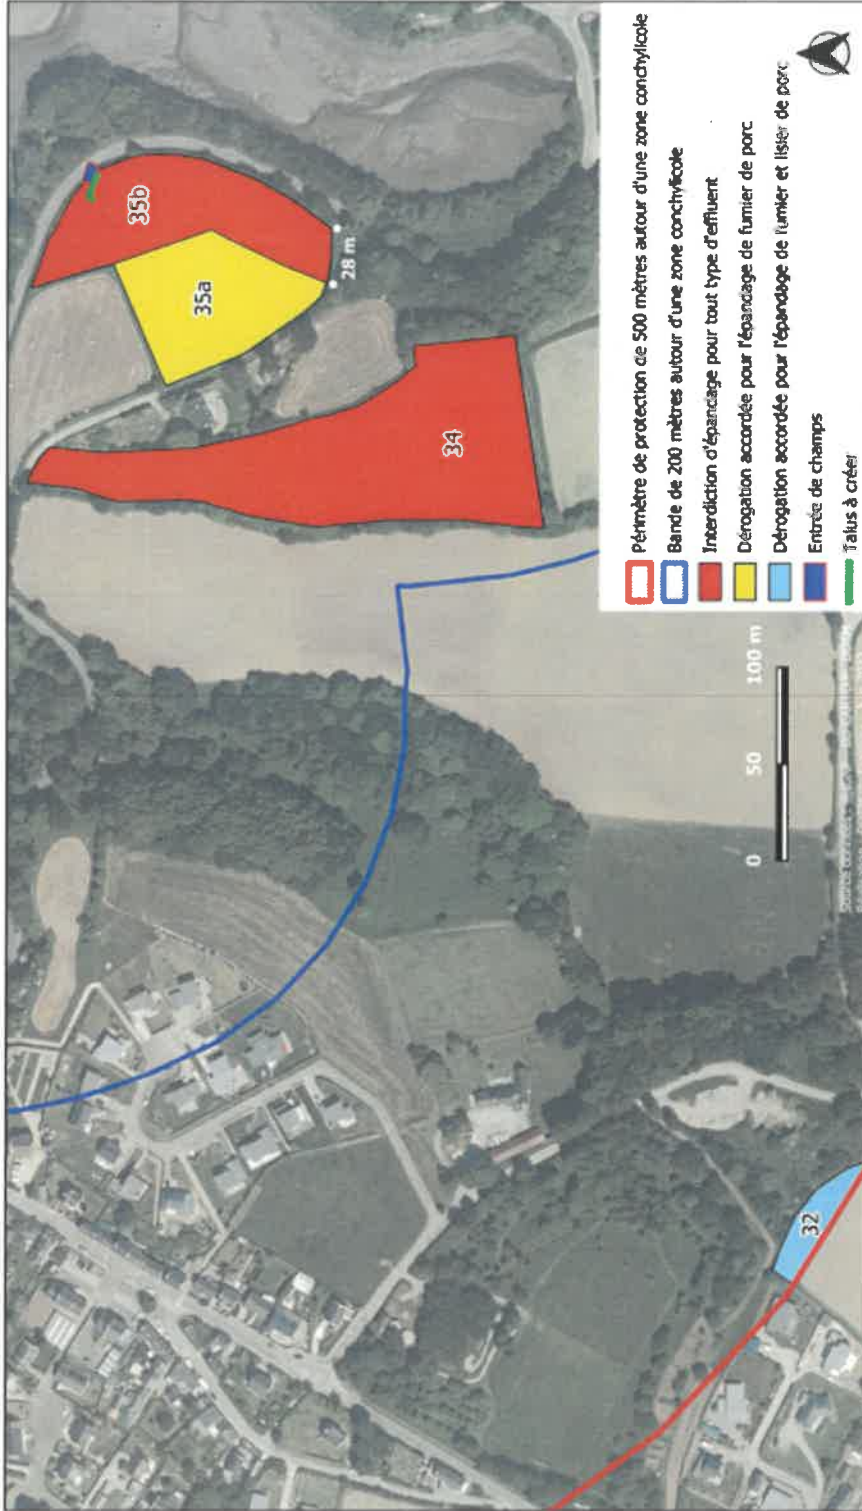 35b
35a
28 m
34
32
0 50 100 m
Périmètre de protection de 500 mètres autour d'une zone conchylicole
Bande de 200 mètres autour d'une zone conchylicole
Interdiction d'épandage pour tout type d'effluent
Dérogation accordée pour l'épandage de fumier de porc
Dérogation accordée pour l'épandage de fumier et lisier de porc
Entrée de champs
Talus à créer